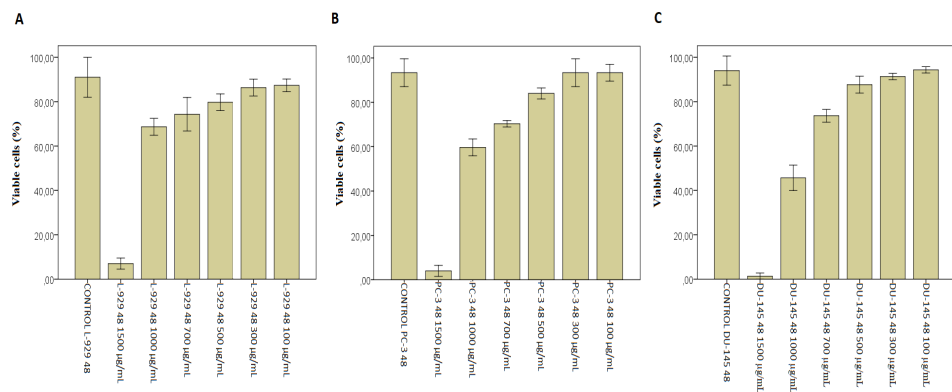 A
Viable cells (%)
100,00
80,00
60,00
40,00
20,00
,00
CONTROL L-929 48
L-929 48 1500 µg/mL
L-929 48 1000 µg/mL
L-929 48 700 µg/mL
L-929 48 500 µg/mL
L-929 48 300 µg/mL
L-929 48 100 µg/mL
B
Viable cells (%)
100,00
80,00
60,00
40,00
20,00
,00
CONTROL PC-3 48
PC-3 48 1500 µg/mL
PC-3 48 1000 µg/mL
PC-3 48 700 µg/mL
PC-3 48 500 µg/mL
PC-3 48 300 µg/mL
PC-3 48 100 µg/mL
C
Viable cells (%)
100,00
80,00
60,00
40,00
20,00
,00
CONTROL DU-145 48
DU-145 48 1500 µg/mL
DU-145 48 1000 µg/mL
DU-145 48 700 µg/mL
DU-145 48 500 µg/mL
DU-145 48 300 µg/mL
DU-145 48 100 µg/mL